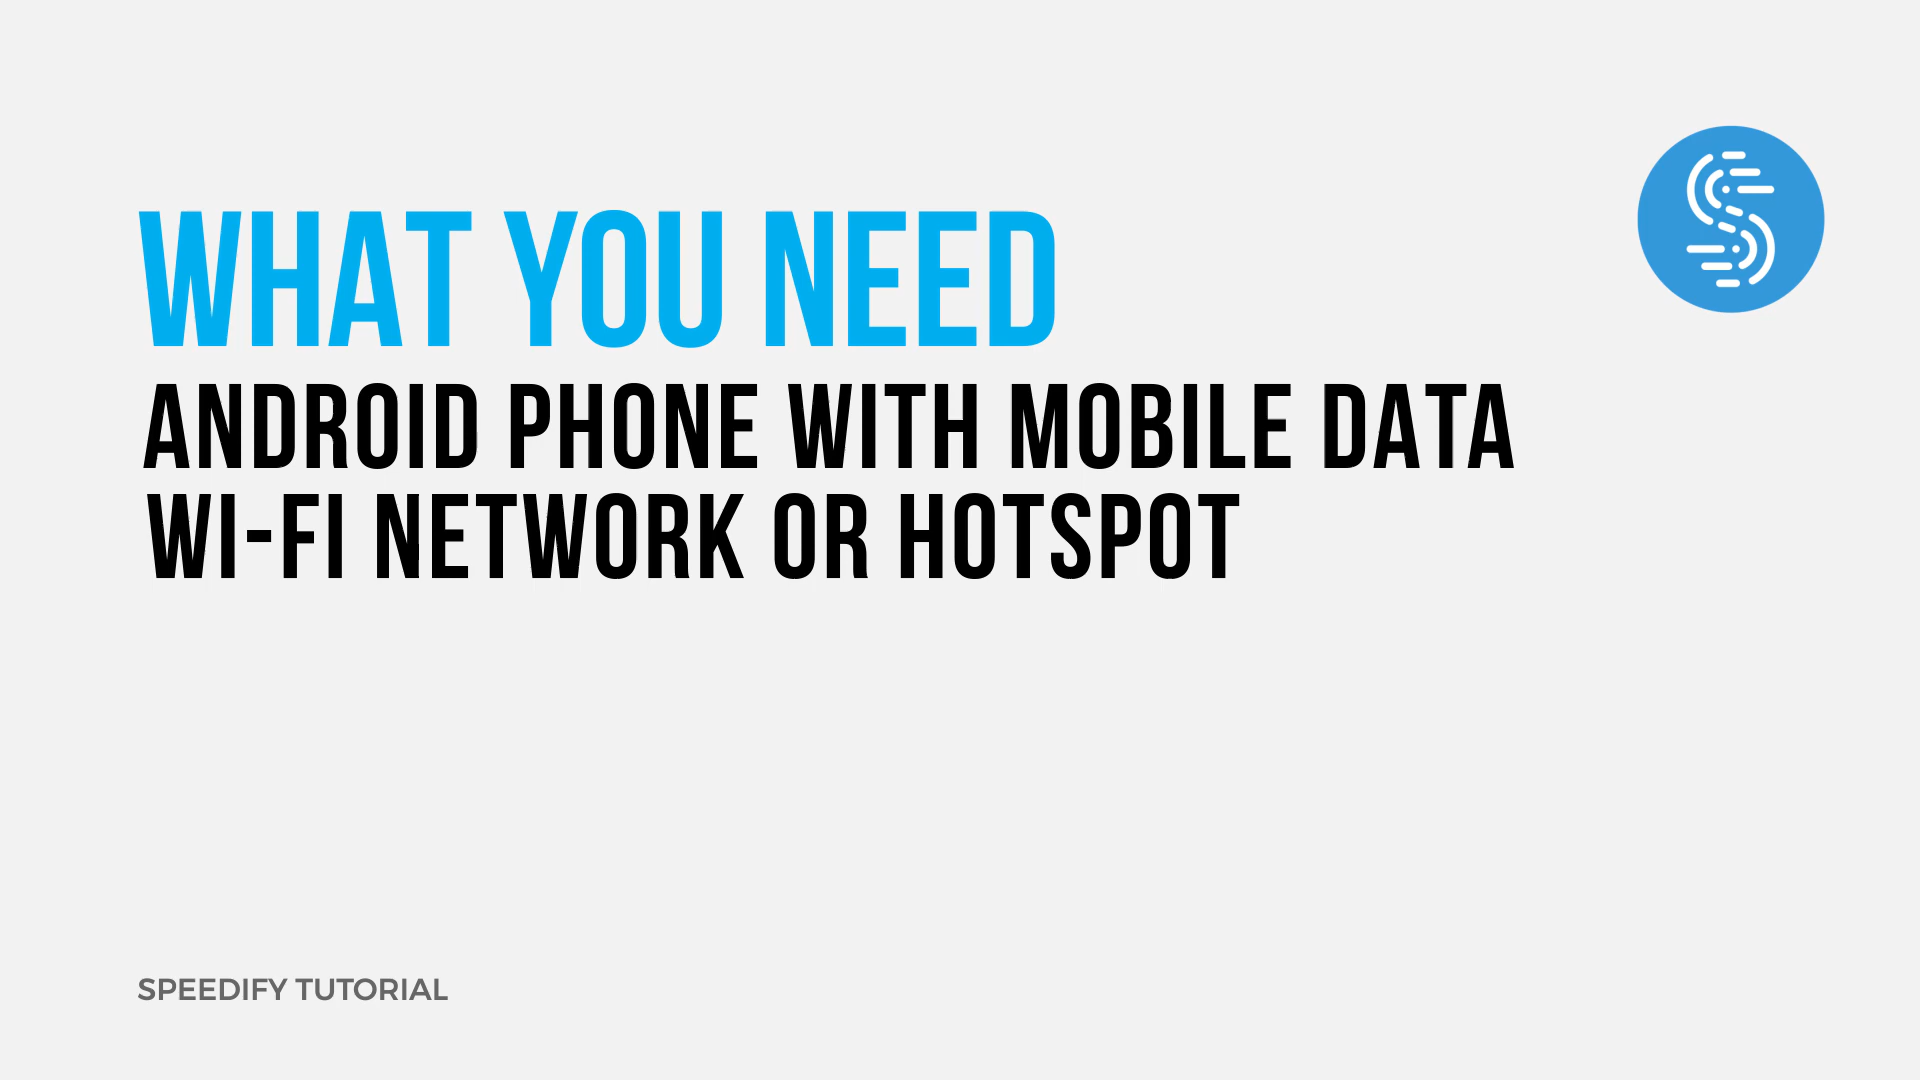 WHAT YOU NEED
ANDROID PHONE WITH MOBILE DATA
WI-FI NETWORK OR HOTSPOT
SPEEDIFY TUTORIAL